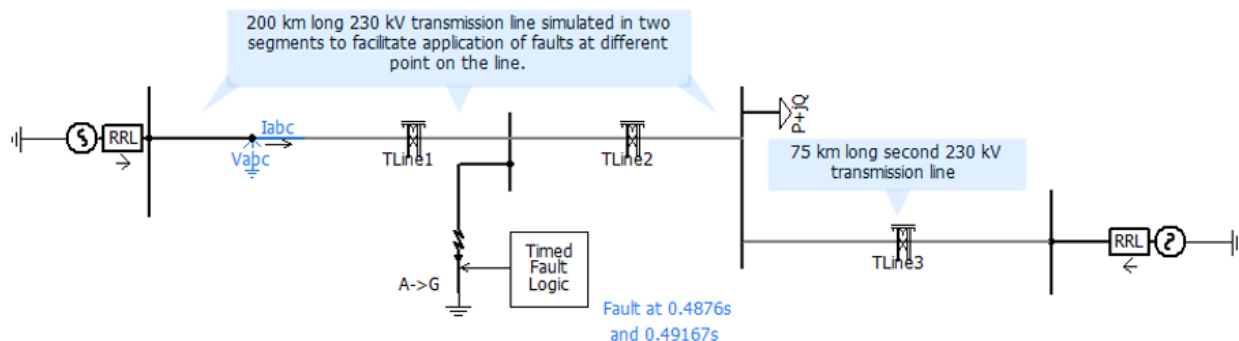 200 km long 230 kV transmission line simulated in two
segments to facilitate application of faults at different
point on the line.
RRL
Iabc
Vabc
TLine1
TLine2
P+jQ
75 km long second 230 kV
transmission line
TLine3
RRL
A->G
Timed
Fault
Logic
Fault at 0.4876s
and 0.49167s